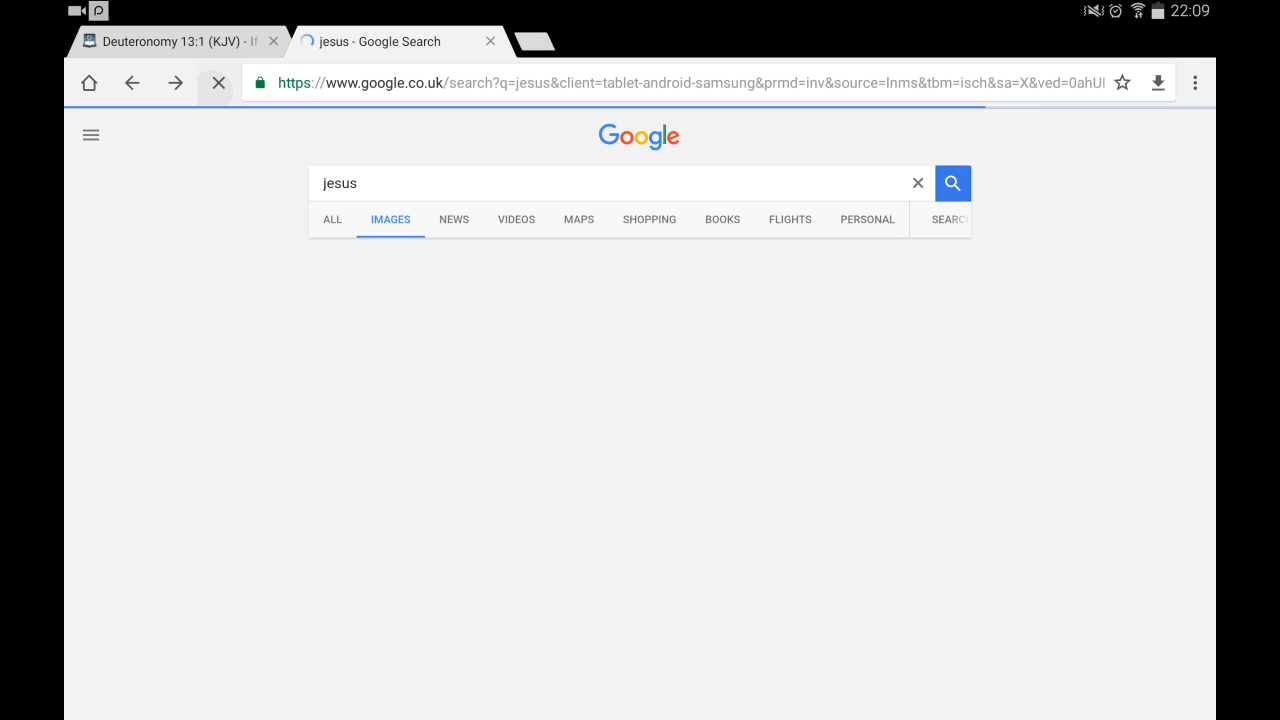 22:09
Deuteronomy 13:1 (KJV) - If
jesus - Google Search
https://www.google.co.uk/search?q=jesus&client=tablet-android-samsung&prmd=inv&source=lnms&tbm=isch&sa=X&ved=0ahUI
Google
jesus
ALL IMAGES NEWS VIDEOS MAPS SHOPPING BOOKS FLIGHTS PERSONAL SEARC